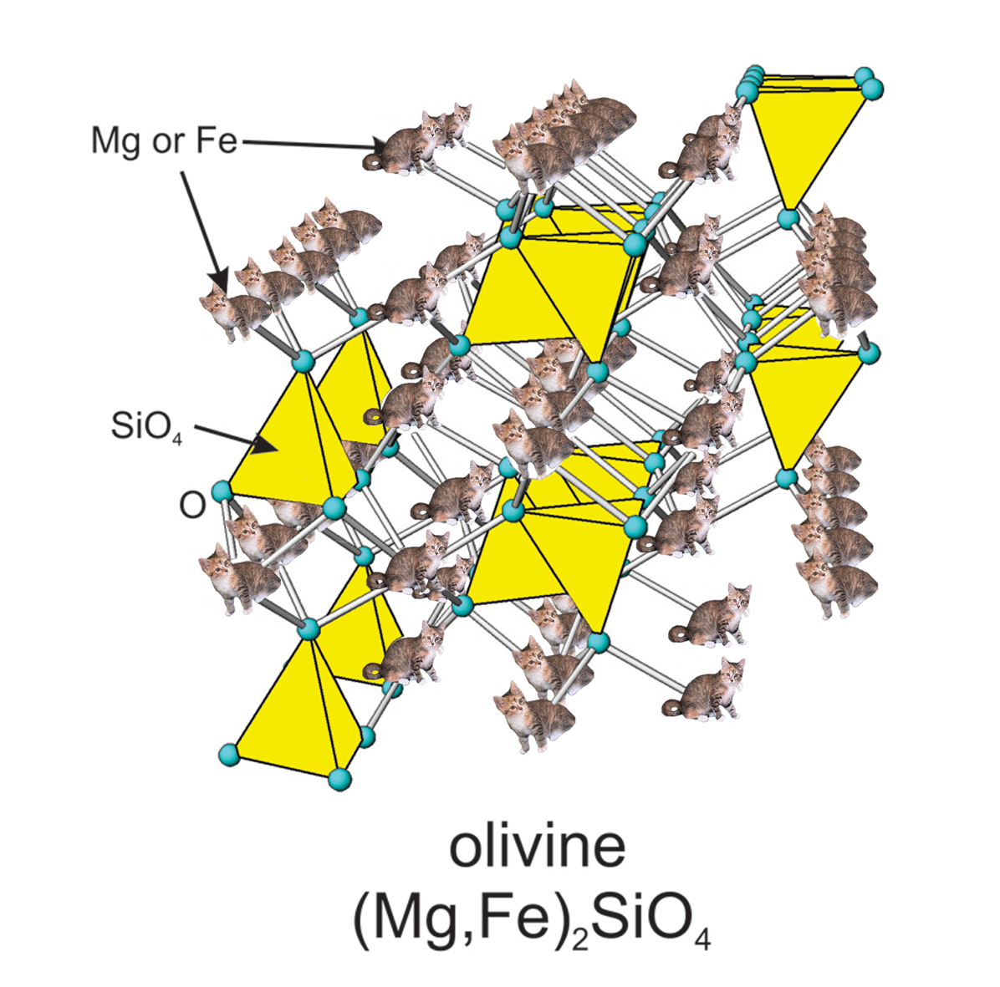 Mg or Fe
SiO₄
O
olivine
(Mg,Fe)₂SiO₄